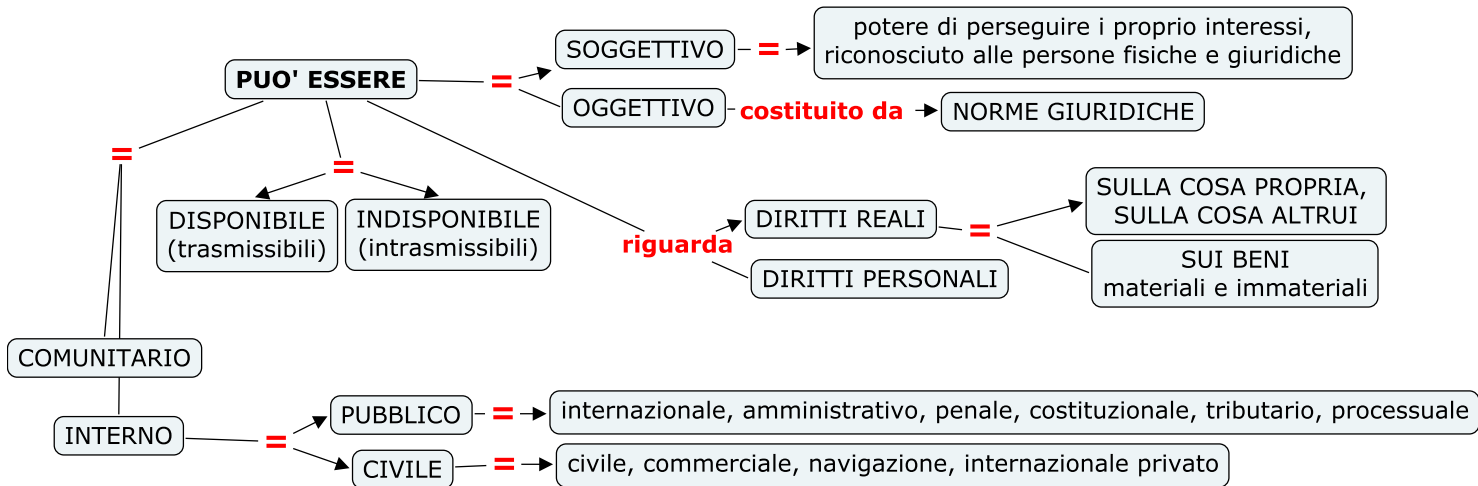 PUO' ESSERE
=
SOGGETTIVO
=
potere di perseguire i proprio interessi,
riconosciuto alle persone fisiche e giuridiche
OGGETTIVO
costituito da
NORME GIURIDICHE
=
=
DISPONIBILE
(trasmissibili)
INDISPONIBILE
(intrasmissibili)
riguarda
DIRITTI REALI
=
SULLA COSA PROPRIA,
SULLA COSA ALTRUI
SUI BENI
materiali e immateriali
DIRITTI PERSONALI
COMUNITARIO
INTERNO
=
PUBBLICO
=
internazionale, amministrativo, penale, costituzionale, tributario, processuale
CIVILE
=
civile, commerciale, navigazione, internazionale privato